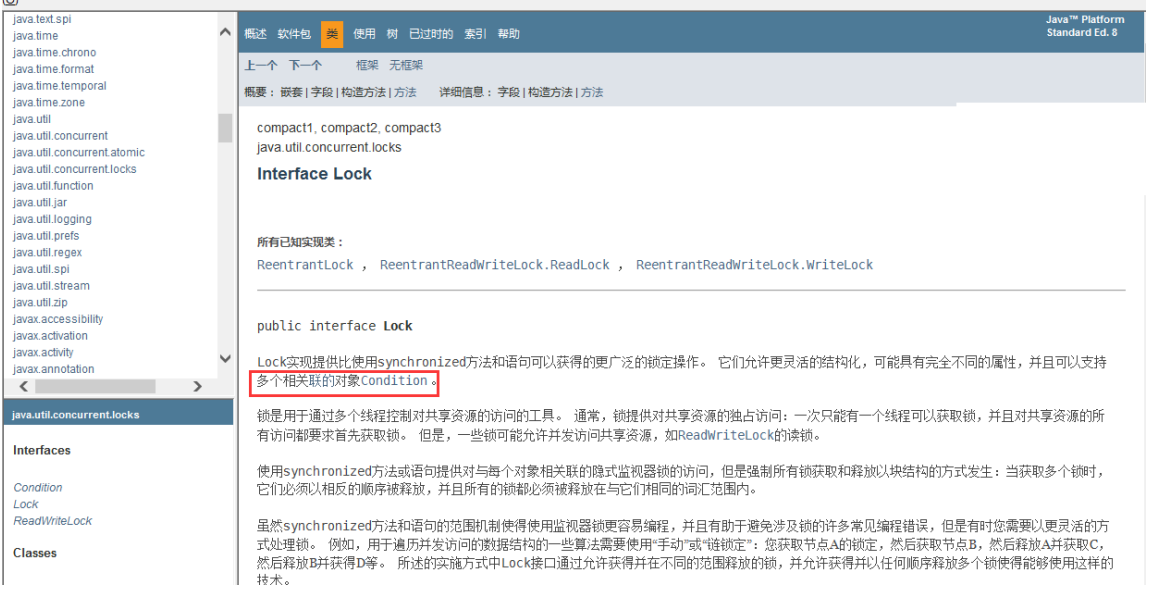 java.text.spi
java.time
java.time.chrono
java.time.format
java.time.temporal
java.time.zone
java.util
java.util.concurrent
java.util.concurrent.atomic
java.util.concurrent.locks
java.util.function
java.util.jar
java.util.logging
java.util.prefs
java.util.regex
java.util.spi
java.util.stream
java.util.zip
javax.accessibility
javax.activation
javax.activity
javax.annotation
java.util.concurrent.locks
Interfaces
Condition
Lock
ReadWriteLock
Classes
概述 软件包 类 使用 树 已过时的 索引 帮助
Java™ Platform
Standard Ed. 8
上一个 下一个 框架 无框架
概要： 嵌套 | 字段 | 构造方法 | 方法 详细信息： 字段 | 构造方法 | 方法
compact1, compact2, compact3
java.util.concurrent.locks
Interface Lock
所有已知实现类：
ReentrantLock ， ReentrantReadWriteLock.ReadLock ， ReentrantReadWriteLock.WriteLock
public interface Lock
Lock实现提供比使用synchronized方法和语句可以获得的更广泛的锁定操作。 它们允许更灵活的结构化，可能具有完全不同的属性，并且可以支持
多个相关联的对象Condition 。
锁是用于通过多个线程控制对共享资源的访问的工具。 通常，锁提供对共享资源的独占访问：一次只能有一个线程可以获取锁，并且对共享资源的所
有访问都要求首先获取锁。 但是，一些锁可能允许并发访问共享资源，如ReadWriteLock的读锁。
使用synchronized方法或语句提供对与每个对象相关联的隐式监视器锁的访问，但是强制所有锁获取和释放以块结构的方式发生：当获取多个锁时，
它们必须以相反的顺序被释放，并且所有的锁都必须被释放在与它们相同的词汇范围内。
虽然synchronized方法和语句的范围机制使得使用监视器锁更容易编程，并且有助于避免涉及锁的许多常见编程错误，但是有时您需要以更灵活的方
式处理锁。 例如，用于遍历并发访问的数据结构的一些算法需要使用“手动”或“链锁定”：您获取节点A的锁定，然后获取节点B，然后释放A并获取C，
然后释放B并获得D等。 所述的实施方式中Lock接口通过允许获得并在不同的范围释放的锁，并允许获得并以任何顺序释放多个锁使得能够使用这样的
技术。